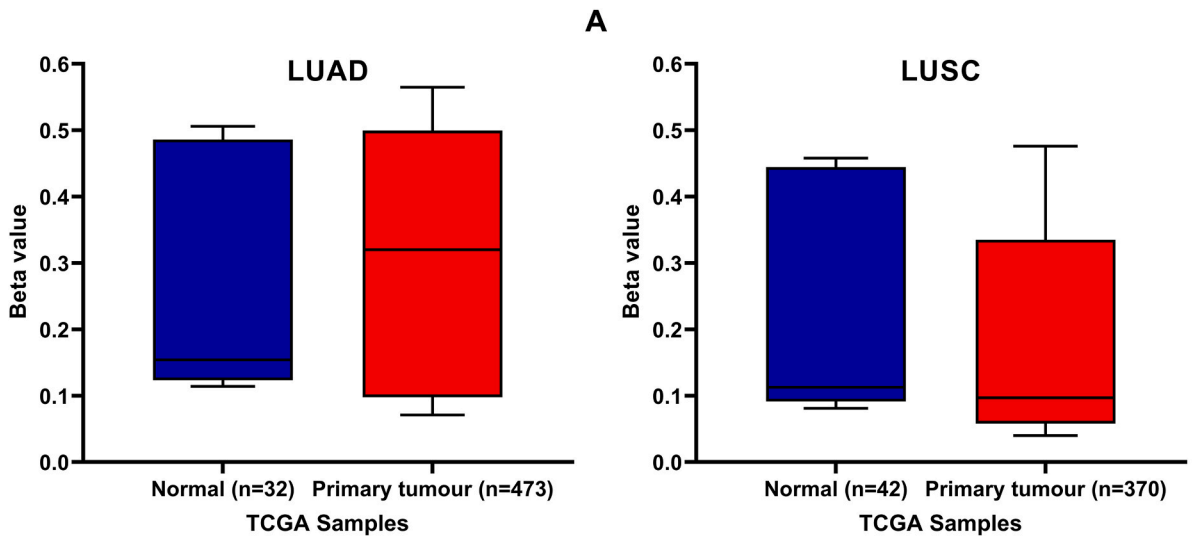 A
LUAD
0.6
0.5
0.4
0.3
0.2
0.1
0.0
Beta value
Normal (n=32) Primary tumour (n=473)
TCGA Samples
LUSC
0.6
0.5
0.4
0.3
0.2
0.1
0.0
Beta value
Normal (n=42) Primary tumour (n=370)
TCGA Samples